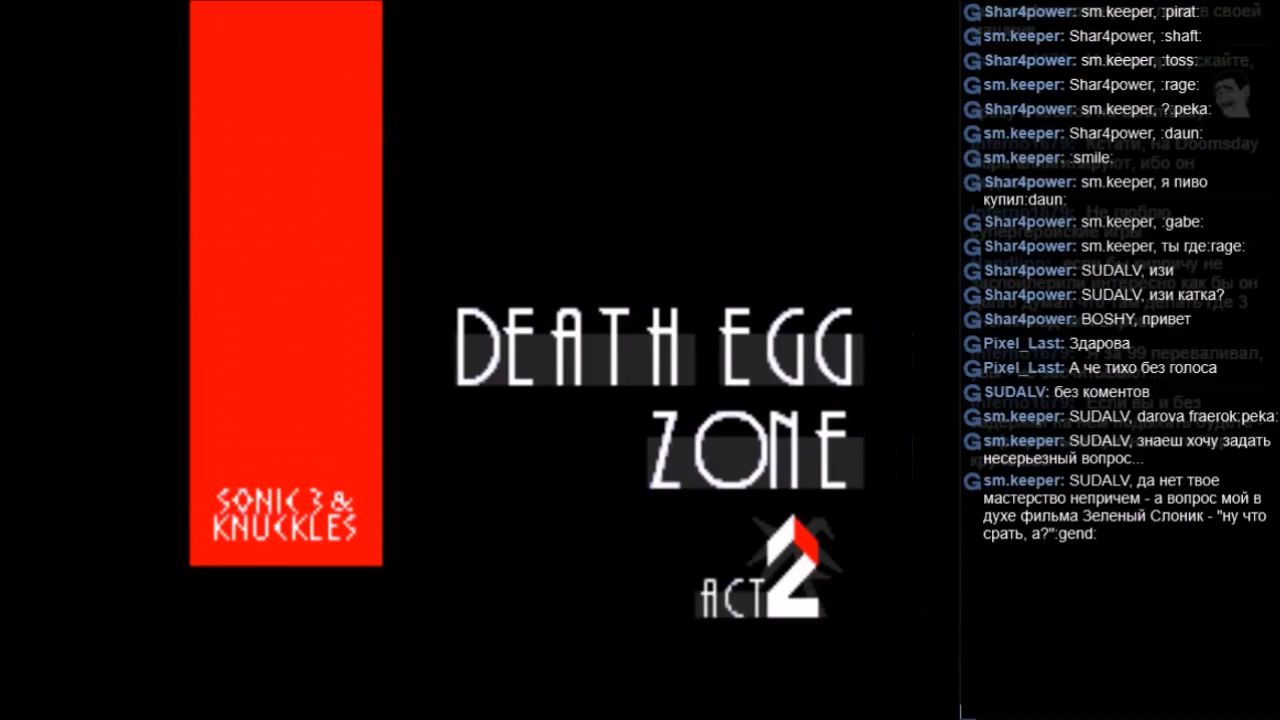 SONIC 3 &
KNUCKLES
DEATH EGG
ZONE
ACT 2
Shar4power: sm.keeper, :pirat:
sm.keeper: Shar4power, :shaft:
Shar4power: sm.keeper, :toss:
sm.keeper: Shar4power, :rage:
Shar4power: sm.keeper, ?:peka:
sm.keeper: Shar4power, :daun:
sm.keeper: :smile:
Shar4power: sm.keeper, я пиво
купил:daun:
Shar4power: sm.keeper, :gabe:
Shar4power: sm.keeper, ты где:rage:
Shar4power: SUDALV, изи
Shar4power: SUDALV, изи катка?
Shar4power: BOSHY, привет
Pixel_Last: Здарова
Pixel_Last: А че тихо без голоса
SUDALV: без коментов
sm.keeper: SUDALV, darova fraerok:peka:
sm.keeper: SUDALV, знаеш хочу задать
несерьезный вопрос...
sm.keeper: SUDALV, да нет твое
мастерство непричем - а вопрос мой в
духе фильма Зеленый Слоник - "ну что
срать, а?":gend: